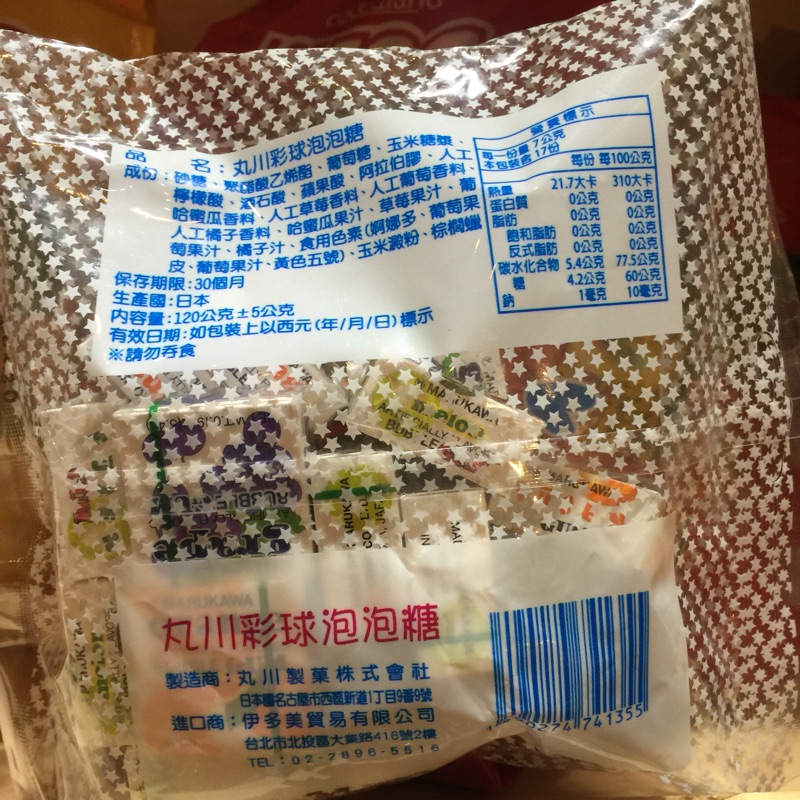 品 名:丸川彩球泡泡糖
成份:砂糖、聚醋酸乙烯酯、葡萄糖、玉米糖漿、
檸檬酸、酒石酸、蘋果酸、阿拉伯膠、人工
哈蜜瓜香料、人工草莓香料、人工葡萄香料、
人工橘子香料、哈蜜瓜果汁、草莓果汁、葡
萄果汁、橘子汁、食用色素(婀娜多、葡萄果
皮、葡萄果汁、黃色五號)、玉米澱粉、棕櫚蠟
保存期限:30個月
生產國:日本
內容量:120公克±5公克
有效日期:如包裝上以西元(年/月/日)標示
※請勿吞食
營養標示
每一份量 7公克
本包裝含 17份
每份 每100公克
熱量 21.7大卡 310大卡
蛋白質 0公克 0公克
脂肪 0公克 0公克
飽和脂肪 0公克 0公克
反式脂肪 0公克 0公克
碳水化合物 5.4公克 77.5公克
糖 4.2公克 60公克
鈉 1毫克 10毫克
丸川彩球泡泡糖
製造商:丸川製菓株式會社
日本國名古屋市西區新道1丁目9番9號
進口商:伊多美貿易有限公司
台北市北投區大業路416號2樓
TEL:02-2896-5516